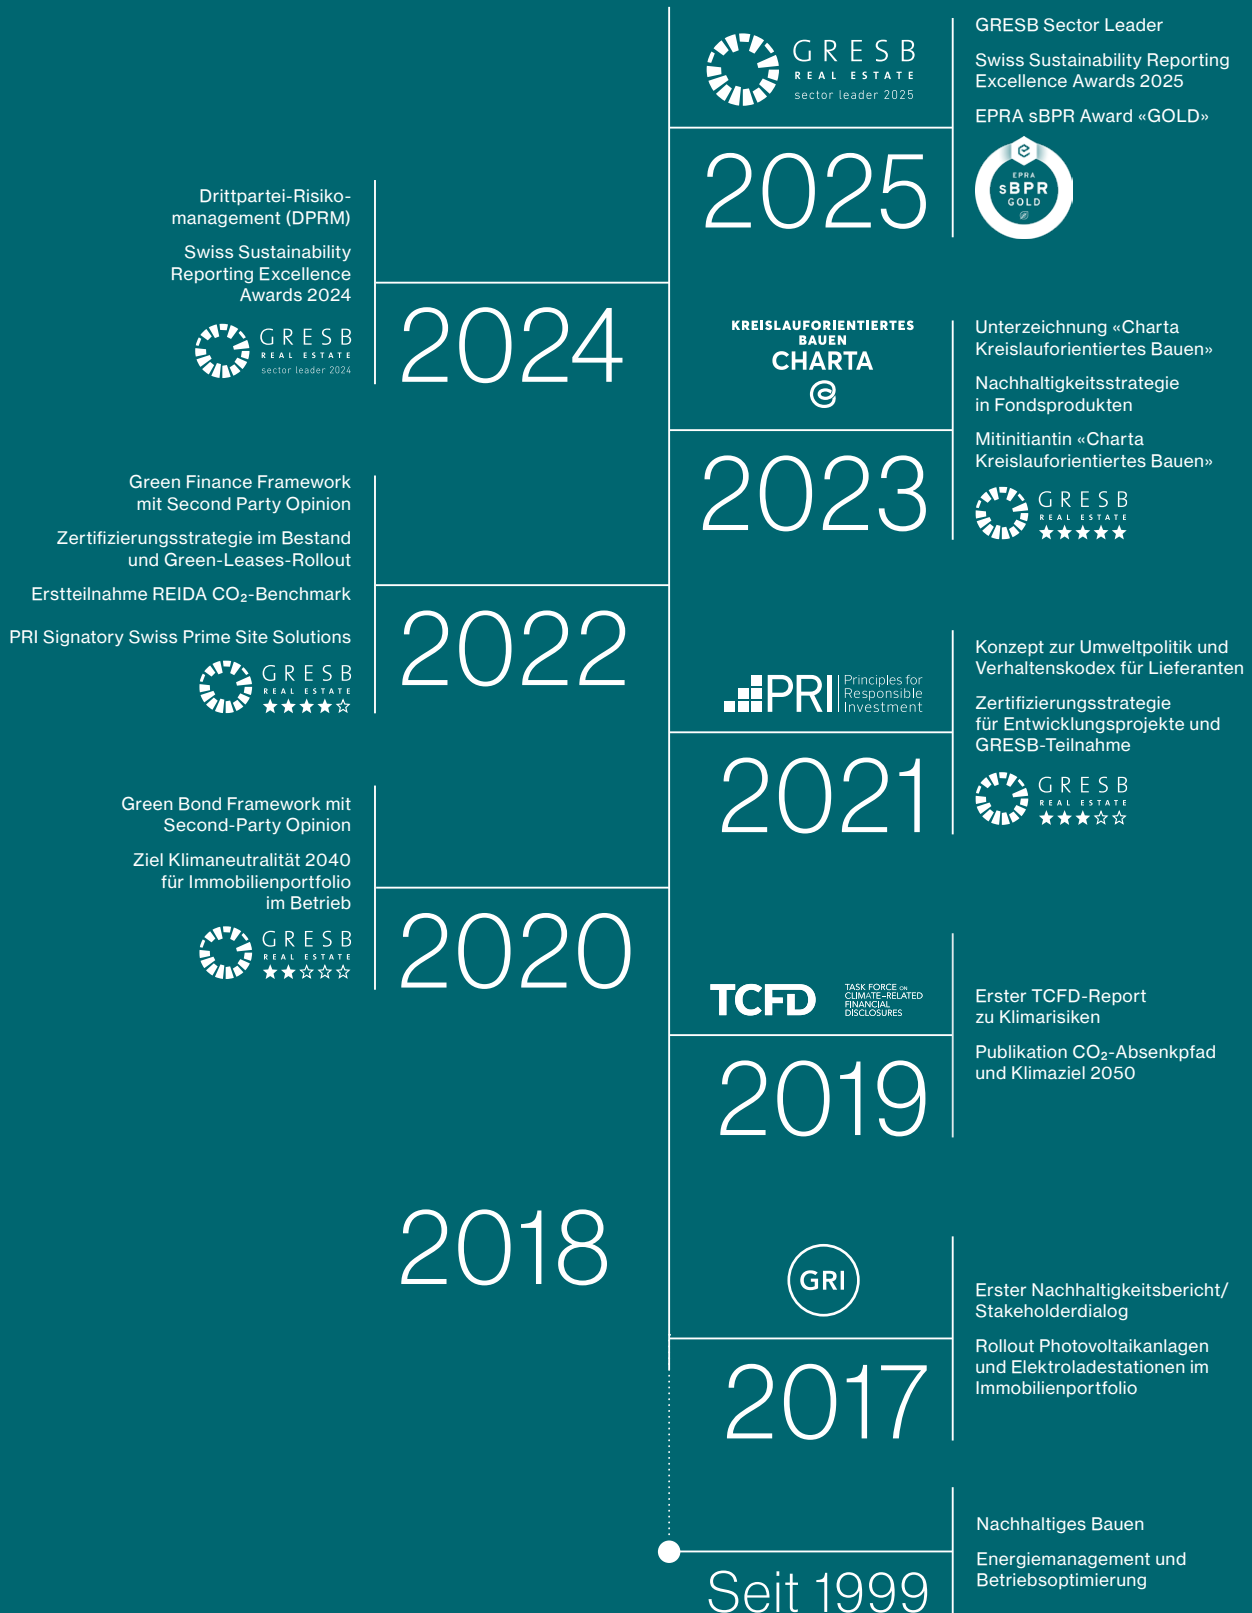 GRESB
REAL ESTATE
sector leader 2025
2025
GRESB Sector Leader
Swiss Sustainability Reporting
Excellence Awards 2025
EPRA sBPR Award «GOLD»
EPRA
sBPR
GOLD
Drittpartei-Risiko-
management (DPRM)
Swiss Sustainability
Reporting Excellence
Awards 2024
GRESB
REAL ESTATE
sector leader 2024
2024
KREISLAUFORIENTIERTES
BAUEN
CHARTA
2023
Unterzeichnung «Charta
Kreislauforientiertes Bauen»
Nachhaltigkeitsstrategie
in Fondsprodukten
Mitinitiantin «Charta
Kreislauforientiertes Bauen»
GRESB
REAL ESTATE
★★★★★
Green Finance Framework
mit Second Party Opinion
Zertifizierungsstrategie im Bestand
und Green-Leases-Rollout
Erstteilnahme REIDA CO₂-Benchmark
PRI Signatory Swiss Prime Site Solutions
GRESB
REAL ESTATE
★★★★☆
2022
PRI
Principles for
Responsible
Investment
2021
Konzept zur Umweltpolitik und
Verhaltenskodex für Lieferanten
Zertifizierungsstrategie
für Entwicklungsprojekte und
GRESB-Teilnahme
GRESB
REAL ESTATE
★★★☆☆
Green Bond Framework mit
Second-Party Opinion
Ziel Klimaneutralität 2040
für Immobilienportfolio
im Betrieb
GRESB
REAL ESTATE
★★☆☆☆
2020
TCFD
TASK FORCE ON
CLIMATE-RELATED
FINANCIAL
DISCLOSURES
2019
Erster TCFD-Report
zu Klimarisiken
Publikation CO₂-Absenkpfad
und Klimaziel 2050
2018
GRI
2017
Erster Nachhaltigkeitsbericht/
Stakeholderdialog
Rollout Photovoltaikanlagen
und Elektroladestationen im
Immobilienportfolio
Seit 1999
Nachhaltiges Bauen
Energiemanagement und
Betriebsoptimierung